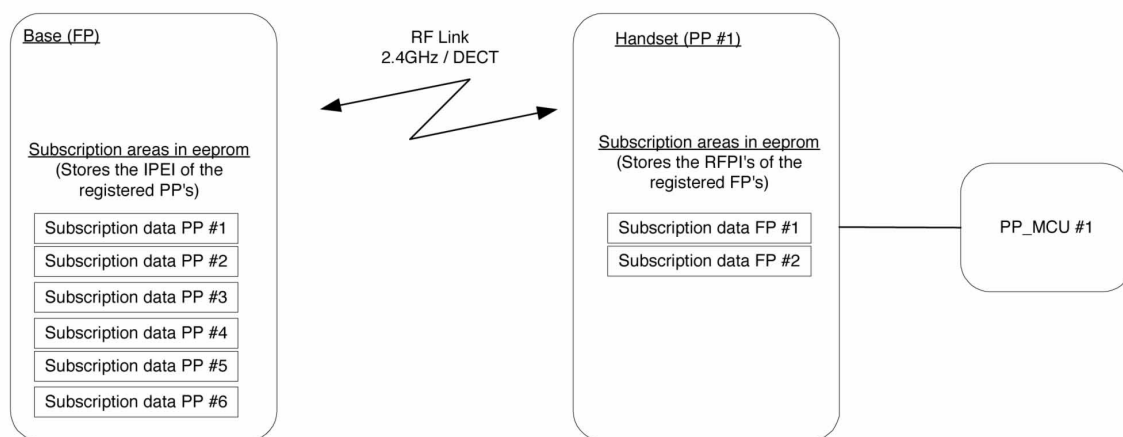 Base (FP)
Subscription areas in eeprom
(Stores the IPEI of the
registered PP's)
Subscription data PP #1
Subscription data PP #2
Subscription data PP #3
Subscription data PP #4
Subscription data PP #5
Subscription data PP #6
RF Link
2.4GHz / DECT
Handset (PP #1)
Subscription areas in eeprom
(Stores the RFPI's of the
registered FP's)
Subscription data FP #1
Subscription data FP #2
PP_MCU #1